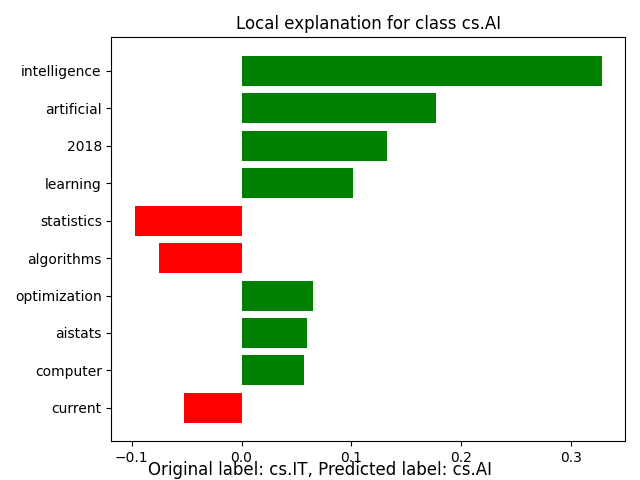 Local explanation for class cs.AI
intelligence
artificial
2018
learning
statistics
algorithms
optimization
aistats
computer
current
−0.1 0.0 0.1 0.2 0.3
Original label: cs.IT, Predicted label: cs.AI